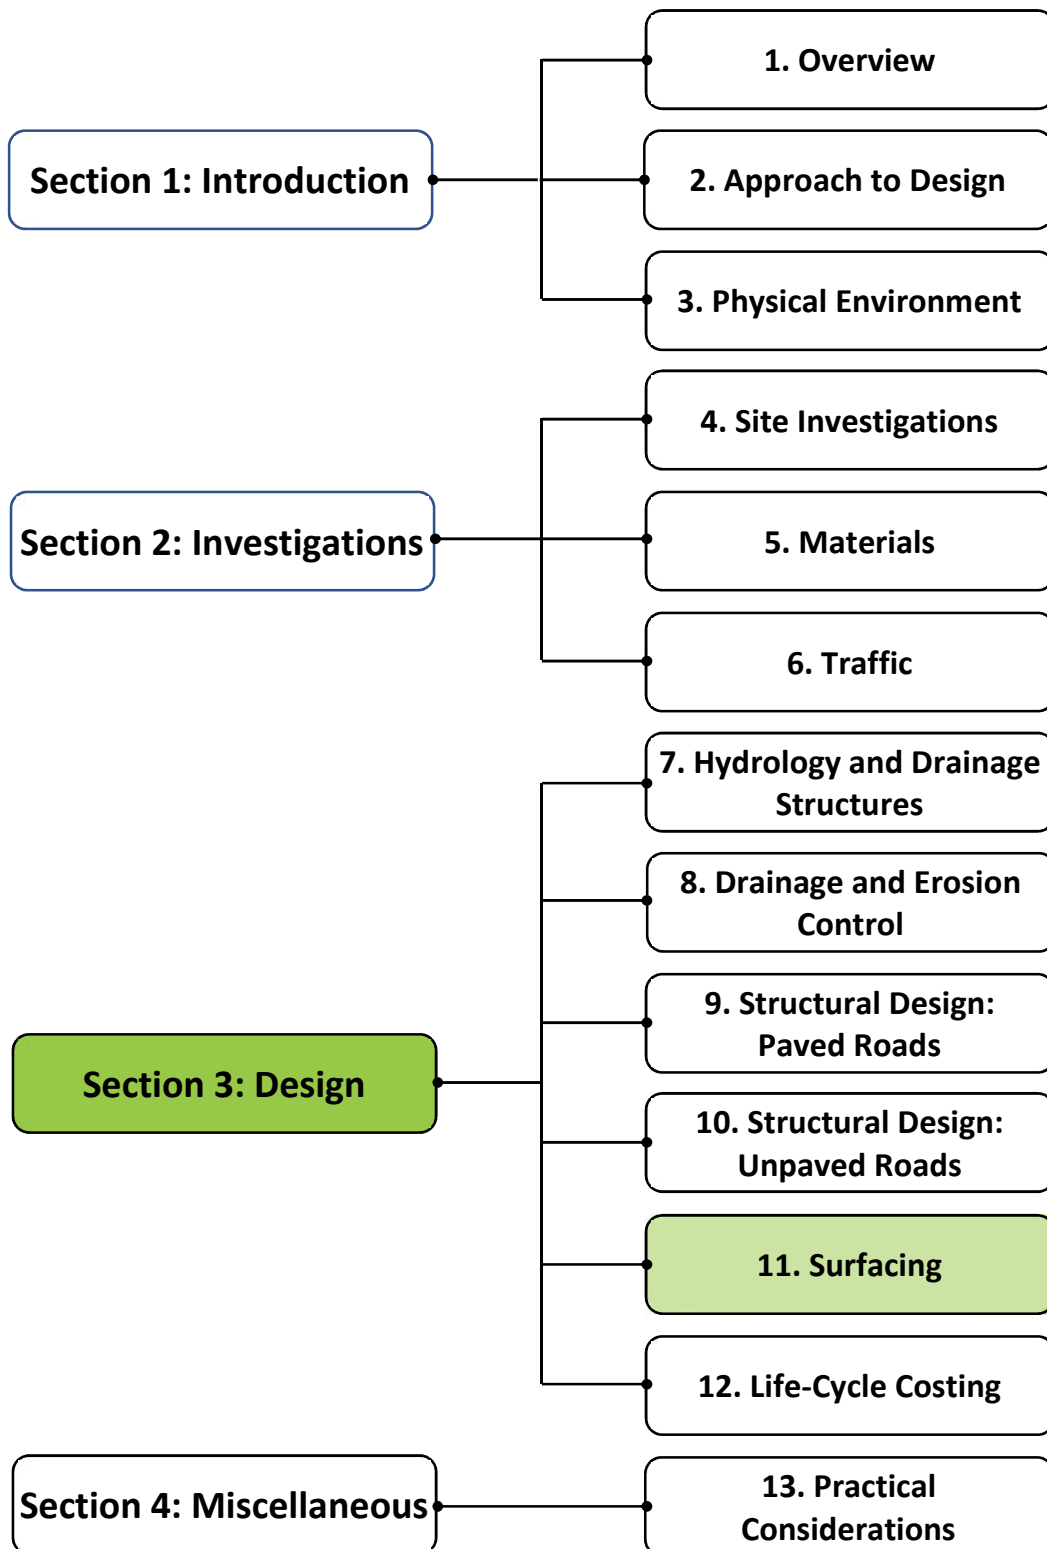 1. Overview
Section 1: Introduction
2. Approach to Design
3. Physical Environment
4. Site Investigations
Section 2: Investigations
5. Materials
6. Traffic
7. Hydrology and Drainage
Structures
8. Drainage and Erosion
Control
9. Structural Design:
Paved Roads
Section 3: Design
10. Structural Design:
Unpaved Roads
11. Surfacing
12. Life-Cycle Costing
Section 4: Miscellaneous
13. Practical
Considerations